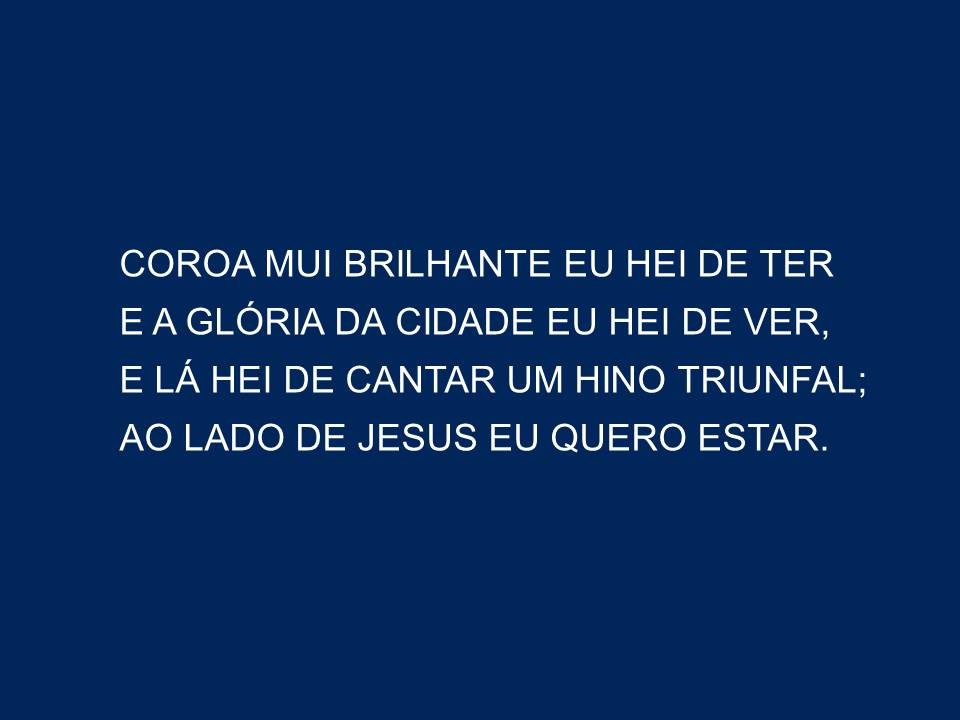 COROA MUI BRILHANTE EU HEI DE TER
E A GLÓRIA DA CIDADE EU HEI DE VER,
E LÁ HEI DE CANTAR UM HINO TRIUNFAL;
AO LADO DE JESUS EU QUERO ESTAR.